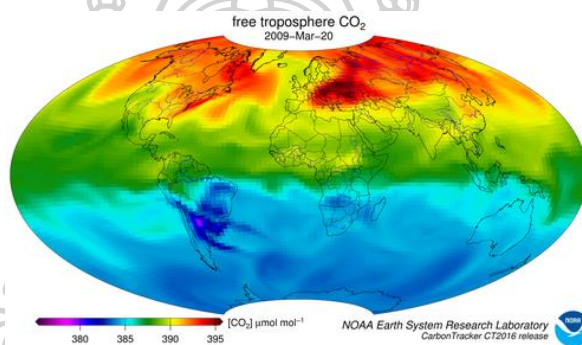 free troposphere CO₂
2009-Mar-20
380 385 390 395 [CO₂] μmol mol⁻¹
NOAA Earth System Research Laboratory
CarbonTracker CT2016 release
NOAA